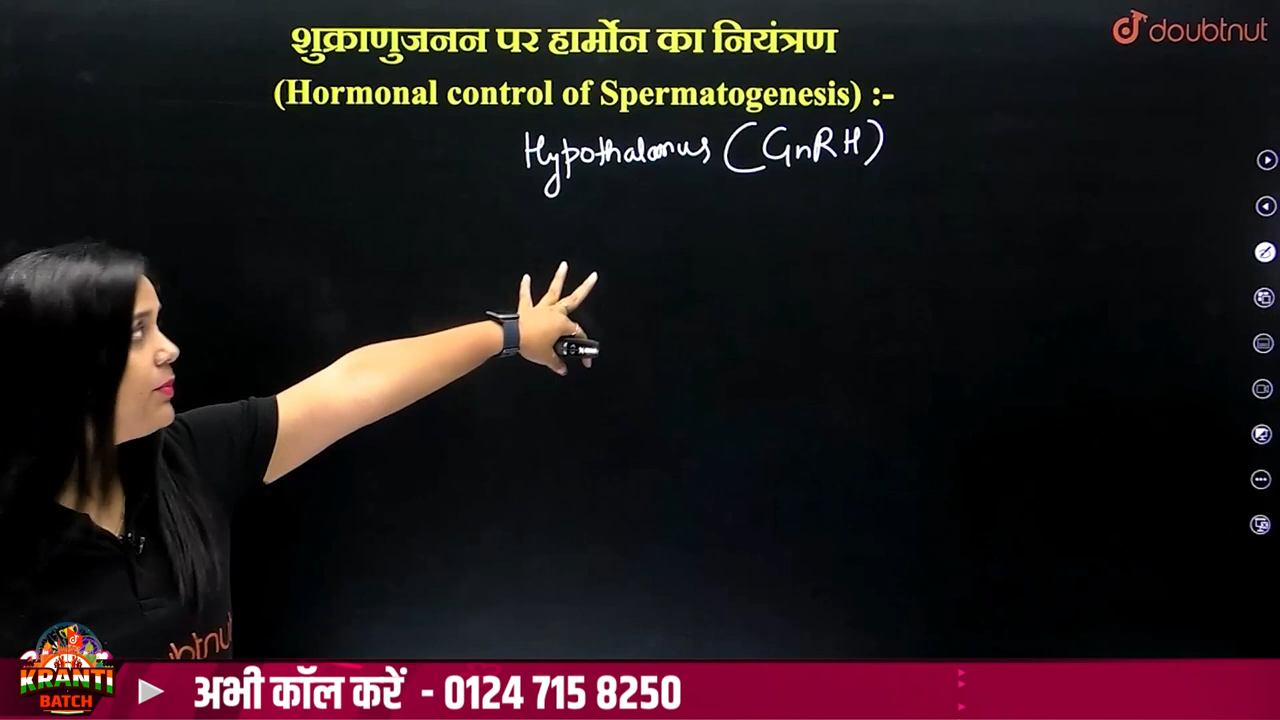 शुक्राणुजनन पर हार्मोन का नियंत्रण
doubtnut
(Hormonal control of Spermatogenesis) :-
Hypothalamus (GnRH)
KRANTI
BATCH
अभी कॉल करें - 0124 715 8250